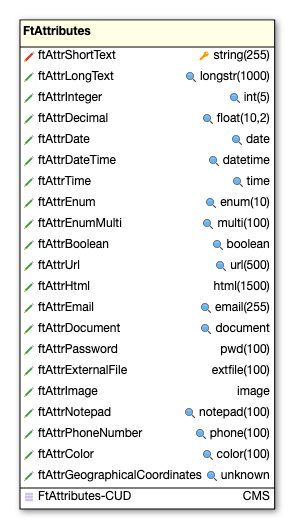 FtAttributes
ftAttrShortText string(255)
ftAttrLongText longstr(1000)
ftAttrInteger int(5)
ftAttrDecimal float(10,2)
ftAttrDate date
ftAttrDateTime datetime
ftAttrTime time
ftAttrEnum enum(10)
ftAttrEnumMulti multi(100)
ftAttrBoolean boolean
ftAttrUrl url(500)
ftAttrHtml html(1500)
ftAttrEmail email(255)
ftAttrDocument document
ftAttrPassword pwd(100)
ftAttrExternalFile extfile(100)
ftAttrImage image
ftAttrNotepad notepad(100)
ftAttrPhoneNumber phone(100)
ftAttrColor color(100)
ftAttrGeographicalCoordinates unknown
FtAttributes-CUD CMS